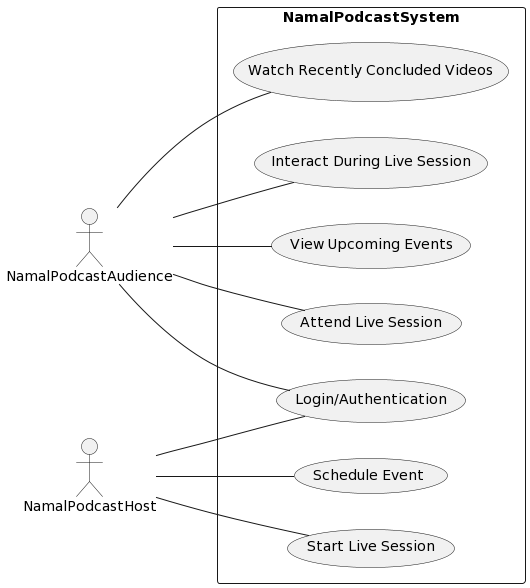 NamalPodcastSystem
Watch Recently Concluded Videos
Interact During Live Session
View Upcoming Events
NamalPodcastAudience
Attend Live Session
Login/Authentication
Schedule Event
NamalPodcastHost
Start Live Session